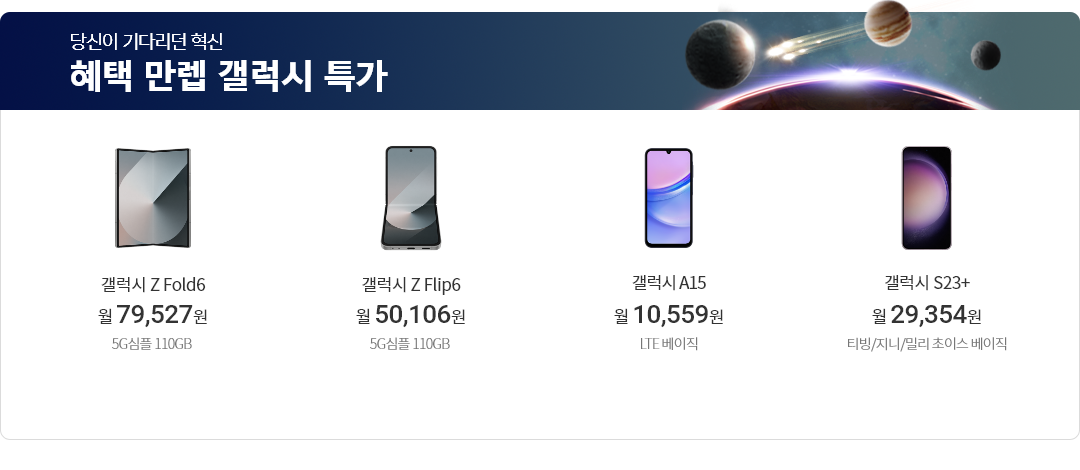 당신이 기다리던 혁신
혜택 만렙 갤럭시 특가
갤럭시 Z Fold6
월 79,527원
5G심플 110GB
갤럭시 Z Flip6
월 50,106원
5G심플 110GB
갤럭시 A15
월 10,559원
LTE 베이직
갤럭시 S23+
월 29,354원
티빙/지니/밀리 초이스 베이직